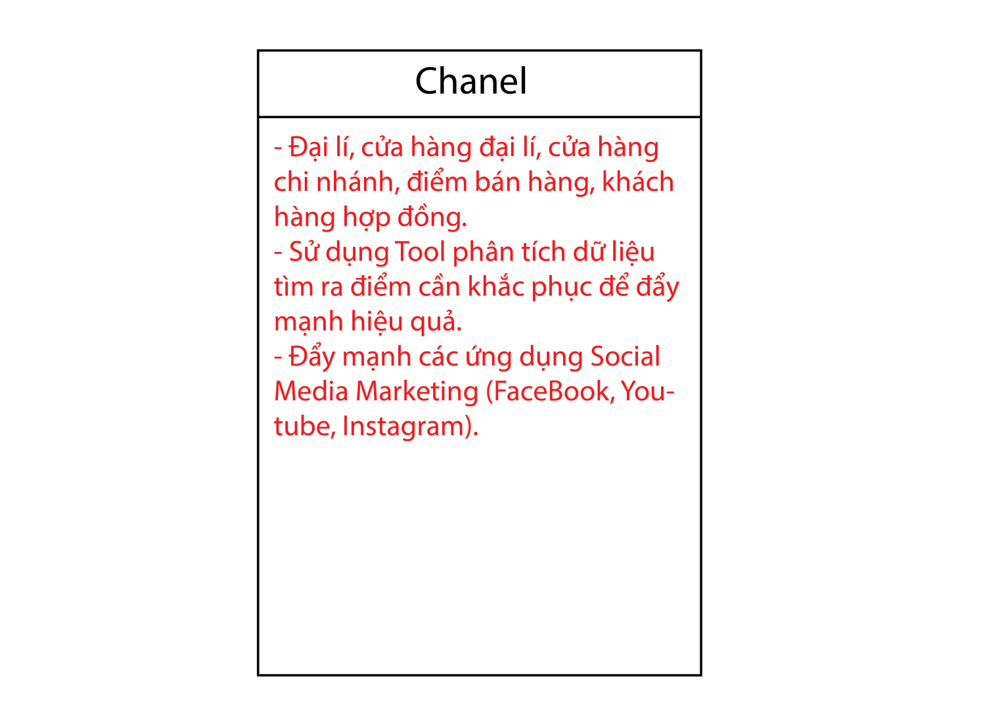 Chanel
- Đại lí, cửa hàng đại lí, cửa hàng
chi nhánh, điểm bán hàng, khách
hàng hợp đồng.
- Sử dụng Tool phân tích dữ liệu
tìm ra điểm cần khắc phục để đẩy
mạnh hiệu quả.
- Đẩy mạnh các ứng dụng Social
Media Marketing (FaceBook, You-
tube, Instagram).